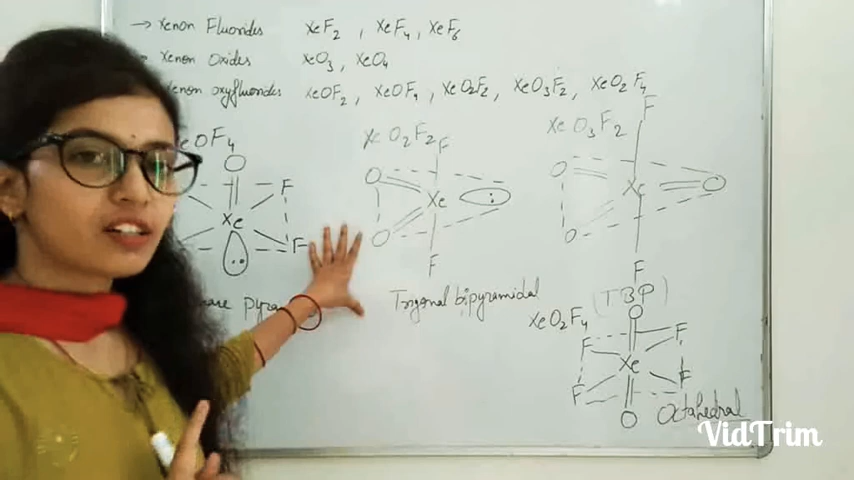 → Xenon Fluorides XeF2 , XeF4 , XeF6
Xenon Oxides XeO3 , XeO4
Xenon oxyfluorides XeOF2 , XeOF4 , XeO2F2 , XeO3F2 , XeO2F4
XeOF4
O
F
Xe
F
:
XeO2F2
F
O
Xe
:
O
F
Trigonal bipyramidal
XeO3F2
F
O
Xe
O
O
F
(TBP)
XeO2F4
O
F
F
Xe
F
F
O
Octahedral
VidTrim